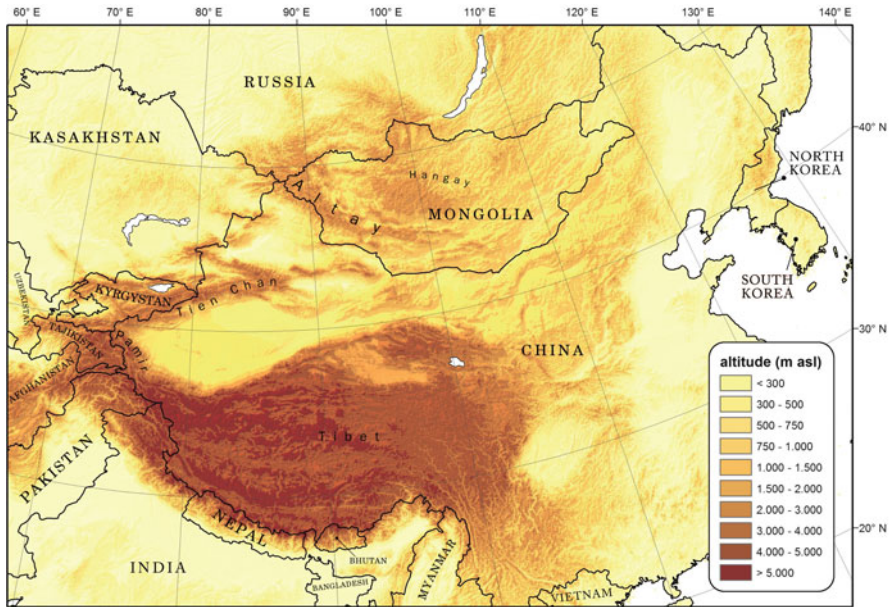 60° E
70° E
80° E
90° E
100° E
110° E
120° E
130° E
140° E
RUSSIA
KASAKHSTAN
40° N
NORTH
KOREA
Hangay
Altay
MONGOLIA
SOUTH
KOREA
UZBEKISTAN
KYRGYSTAN
Tien Chan
TAJIKISTAN
Pamir
30° N
CHINA
AFGHANISTAN
altitude (m asl)
< 300
300 - 500
500 - 750
750 - 1.000
1.000 - 1.500
1.500 - 2.000
2.000 - 3.000
3.000 - 4.000
4.000 - 5.000
> 5.000
Tibet
PAKISTAN
NEPAL
20° N
INDIA
BHUTAN
BANGLADESH
MYANMAR
VIETNAM